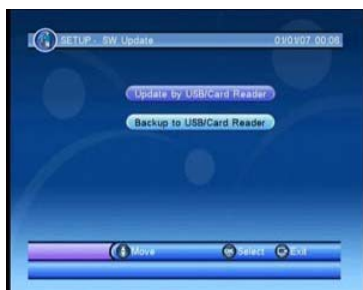 SETUP - SW Update 01/01/07 00:06
Update by USB/Card Reader
Backup to USB/Card Reader
Move Select Exit